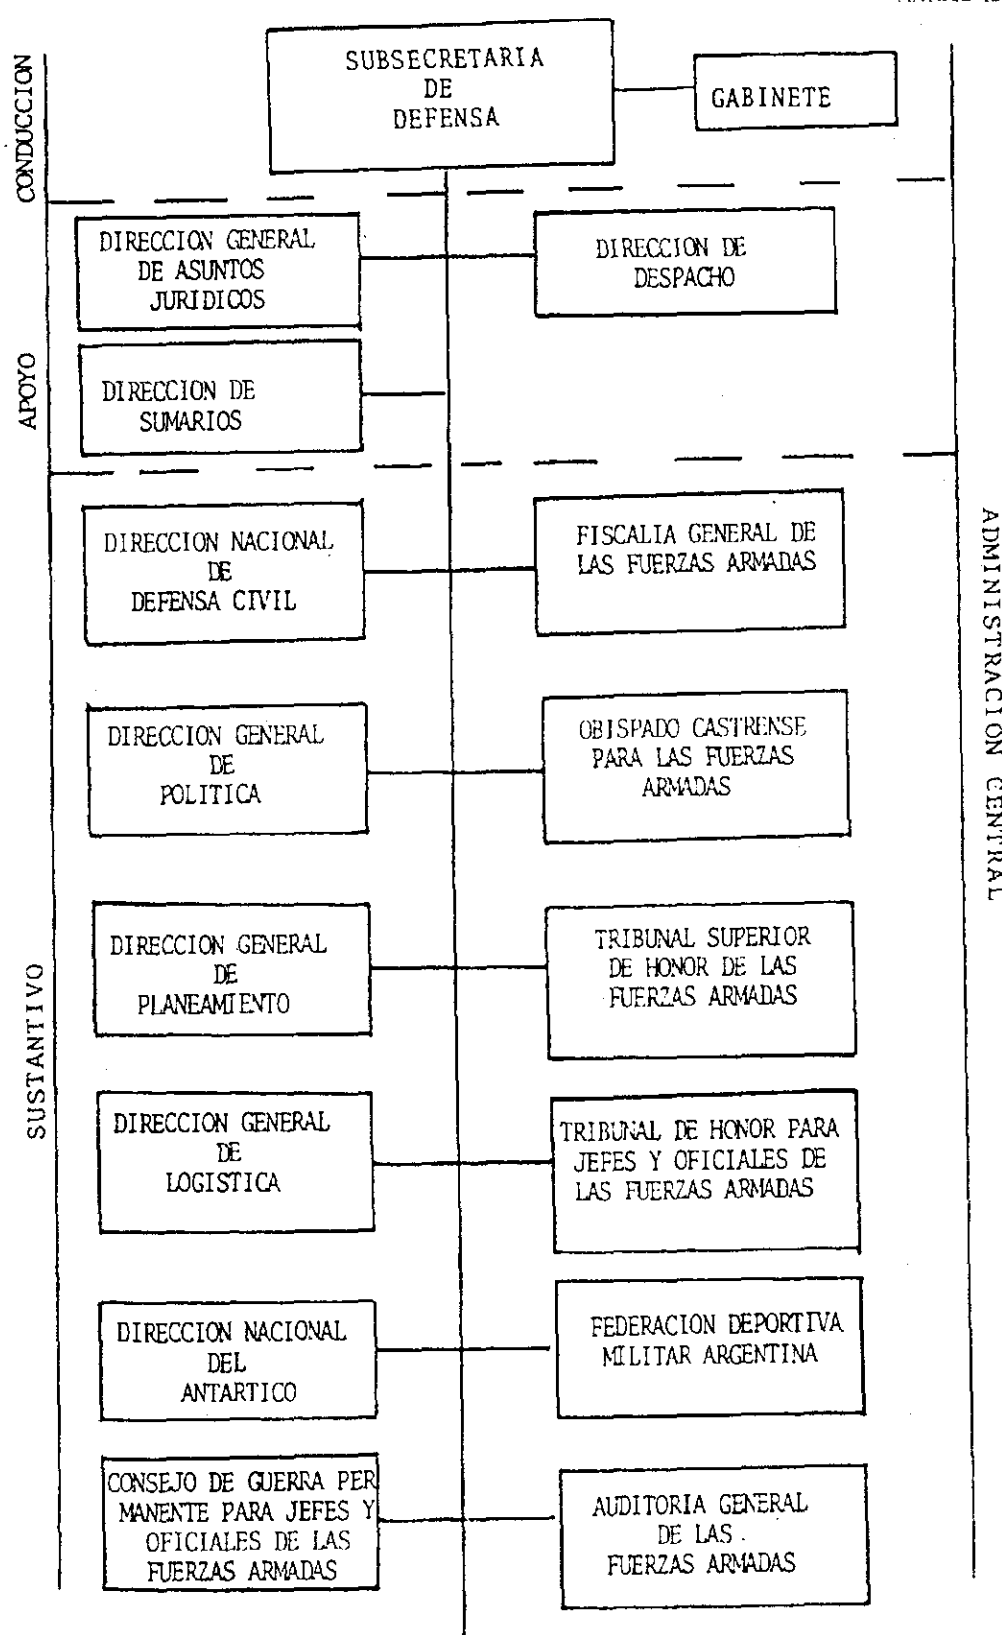 CONDUCCION
SUBSECRETARIA
DE
DEFENSA
GABINETE
APOYO
DIRECCION GENERAL
DE ASUNTOS
JURIDICOS
DIRECCION DE
DESPACHO
DIRECCION DE
SUMARIOS
SUSTANTIVO
ADMINISTRACION CENTRAL
DIRECCION NACIONAL
DE
DEFENSA CIVIL
FISCALIA GENERAL DE
LAS FUERZAS ARMADAS
DIRECCION GENERAL
DE
POLITICA
OBISPADO CASTRENSE
PARA LAS FUERZAS
ARMADAS
DIRECCION GENERAL
DE
PLANEAMIENTO
TRIBUNAL SUPERIOR
DE HONOR DE LAS
FUERZAS ARMADAS
DIRECCION GENERAL
DE
LOGISTICA
TRIBUNAL DE HONOR PARA
JEFES Y OFICIALES DE
LAS FUERZAS ARMADAS
DIRECCION NACIONAL
DEL
ANTARTICO
FEDERACION DEPORTIVA
MILITAR ARGENTINA
CONSEJO DE GUERRA PER
MANENTE PARA JEFES Y
OFICIALES DE LAS
FUERZAS ARMADAS
AUDITORIA GENERAL
DE LAS
FUERZAS ARMADAS